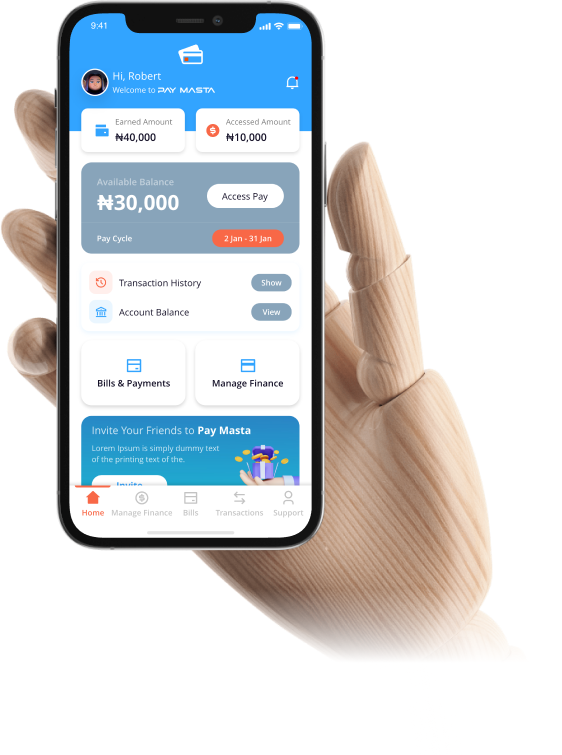 9:41
Hi, Robert
Welcome to PAY MASTA
Earned Amount
₦40,000
Accessed Amount
₦10,000
Available Balance
₦30,000
Access Pay
Pay Cycle
2 Jan - 31 Jan
Transaction History
Show
Account Balance
View
Bills & Payments
Manage Finance
Invite Your Friends to Pay Masta
Lorem Ipsum is simply dummy text
of the printing text of the.
Invite
Home
Manage Finance
Bills
Transactions
Support